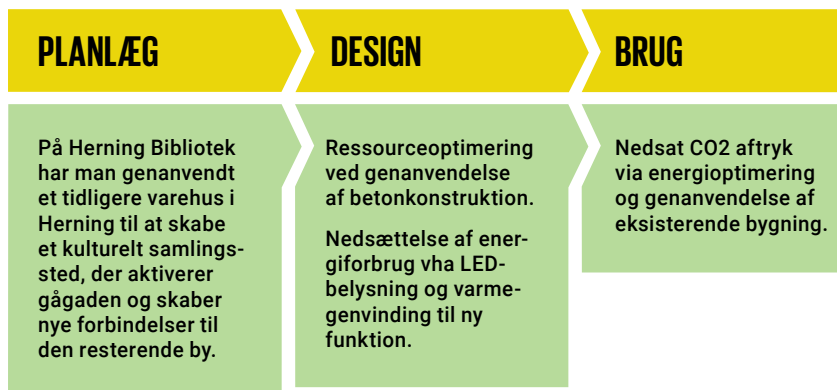 PLANLÆG
DESIGN
BRUG
På Herning Bibliotek
har man genanvendt
et tidligere varehus i
Herning til at skabe
et kulturelt samlings-
sted, der aktiverer
gågaden og skaber
nye forbindelser til
den resterende by.
Ressourceoptimering
ved genanvendelse
af betonkonstruktion.
Nedsættelse af ener-
giforbrug vha LED-
belysning og varme-
genvinding til ny
funktion.
Nedsat CO2 aftryk
via energioptimering
og genanvendelse af
eksisterende bygning.